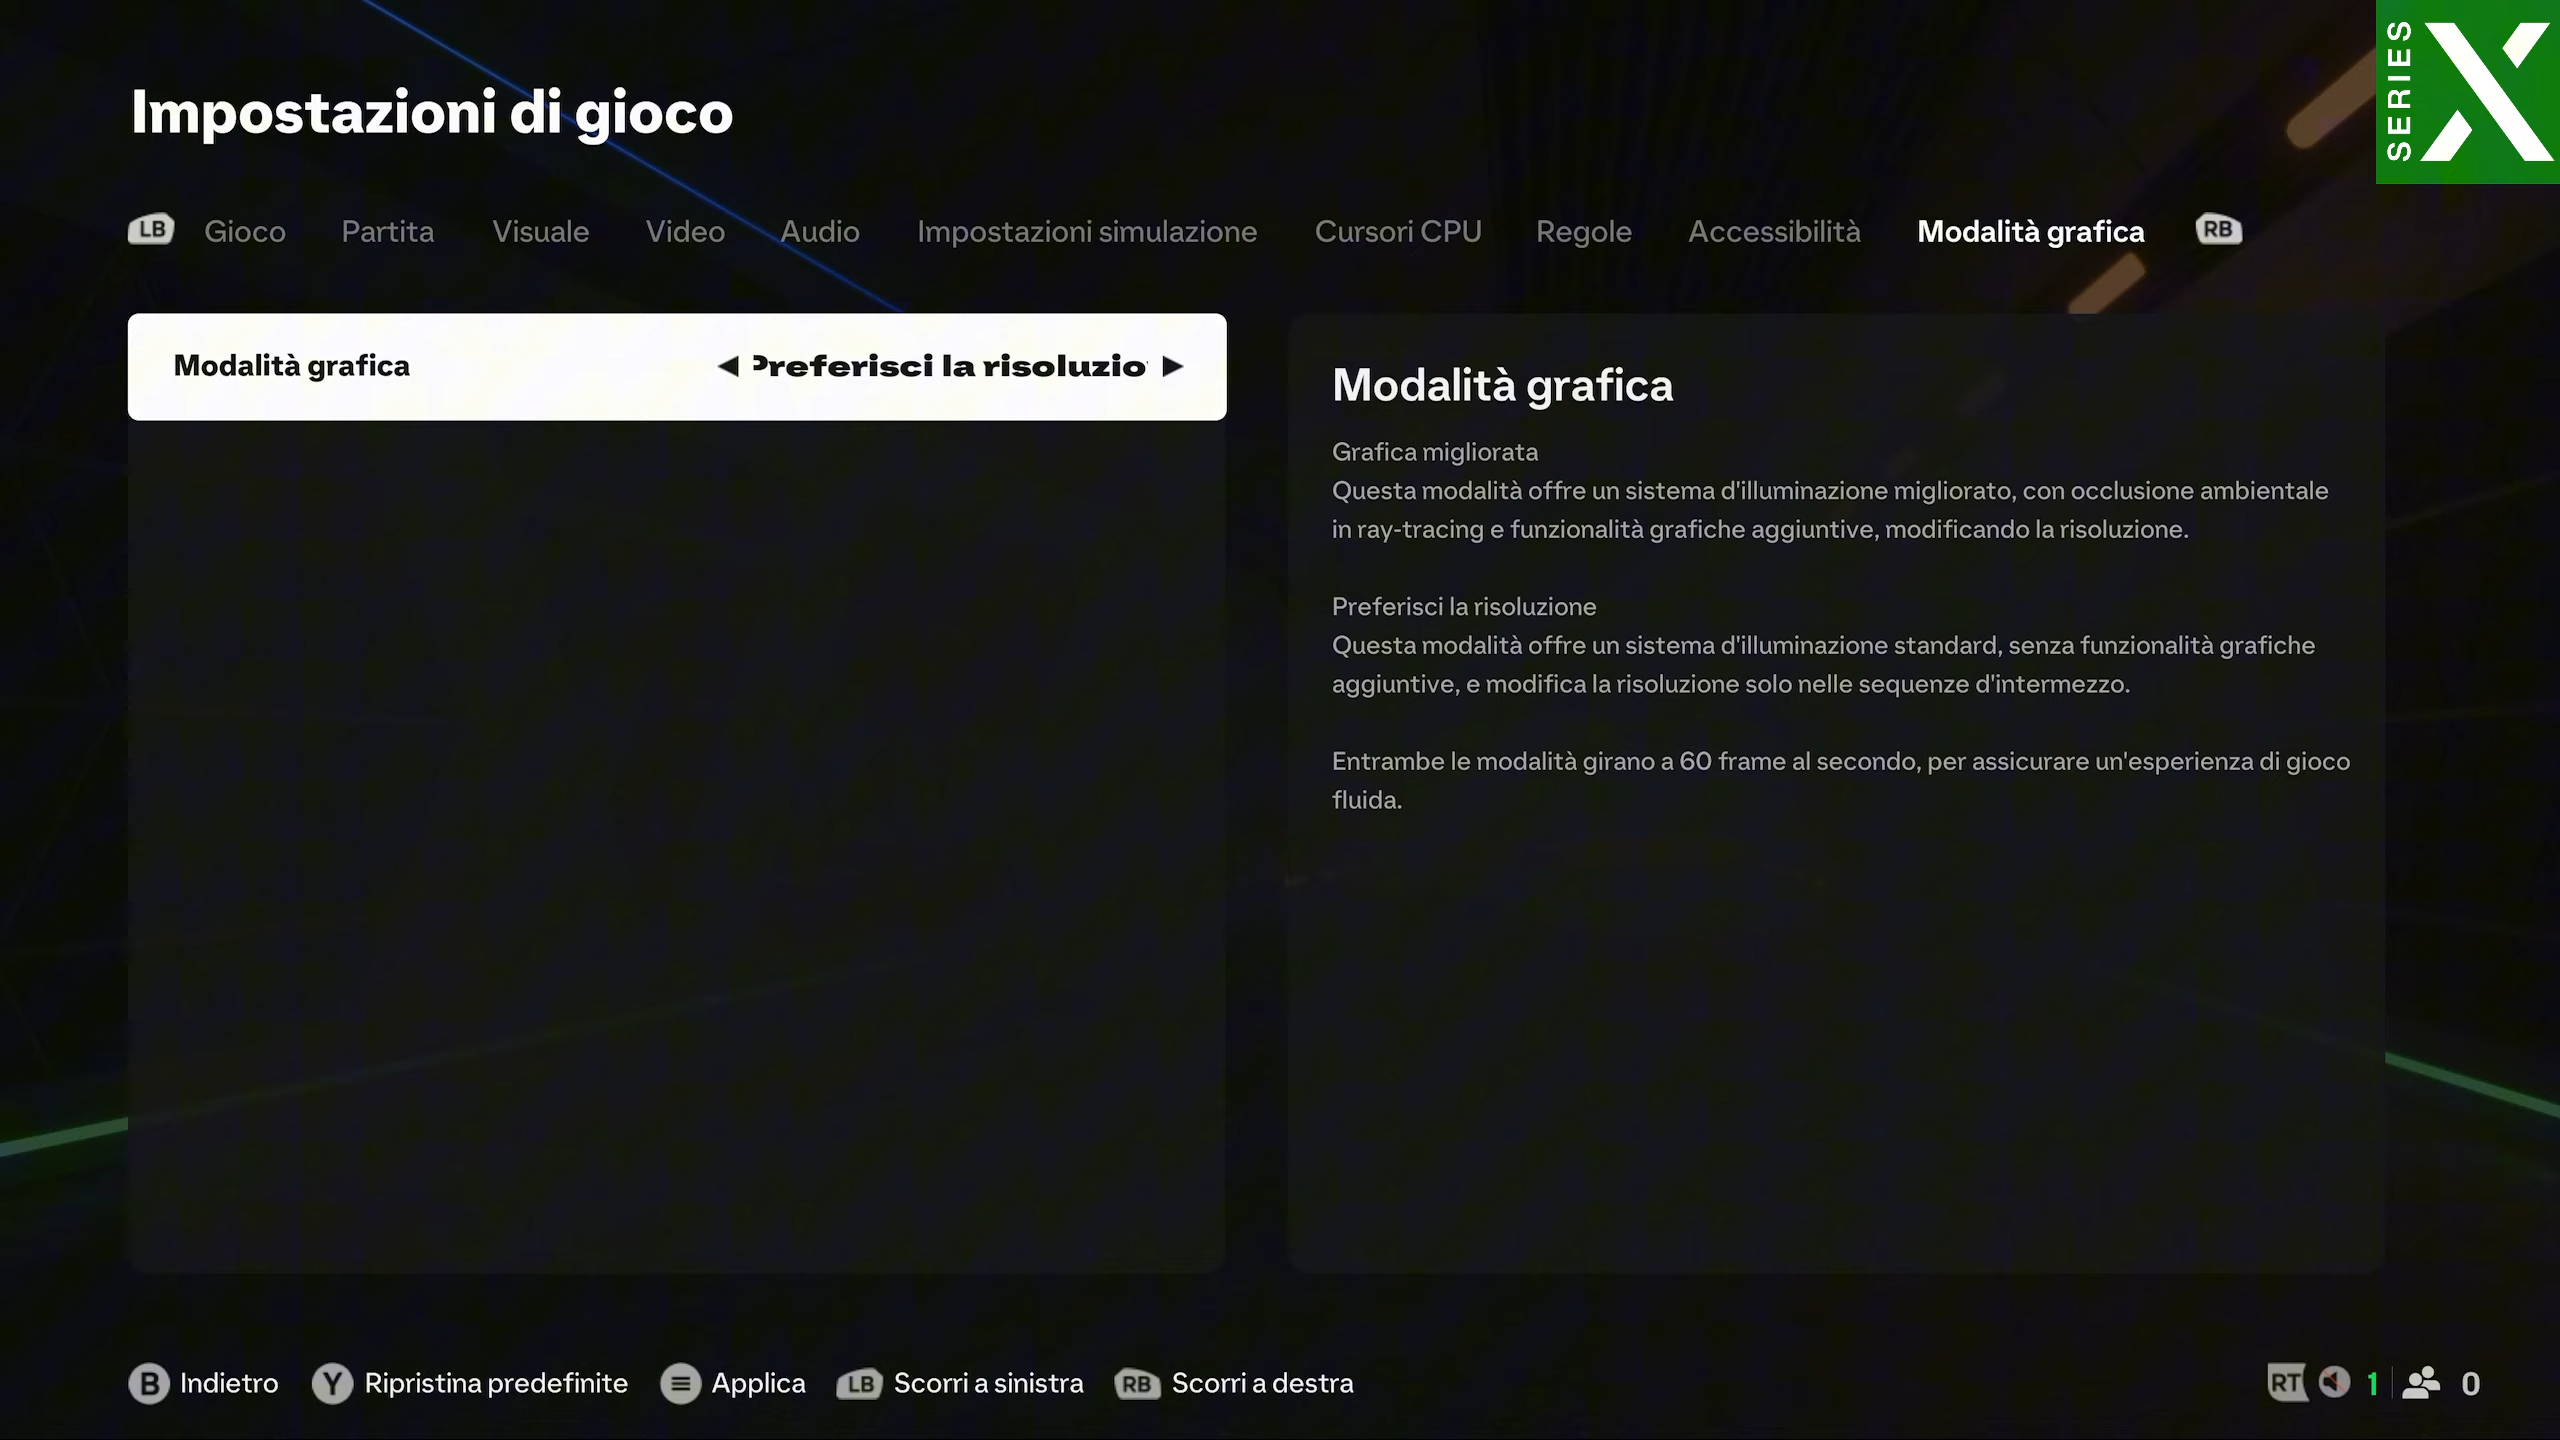 SERIES X
Impostazioni di gioco
LB Gioco Partita Visuale Video Audio Impostazioni simulazione Cursori CPU Regole Accessibilità Modalità grafica RB
Modalità grafica Preferisci la risoluzio
Modalità grafica
Grafica migliorata
Questa modalità offre un sistema d'illuminazione migliorato, con occlusione ambientale
in ray-tracing e funzionalità grafiche aggiuntive, modificando la risoluzione.
Preferisci la risoluzione
Questa modalità offre un sistema d'illuminazione standard, senza funzionalità grafiche
aggiuntive, e modifica la risoluzione solo nelle sequenze d'intermezzo.
Entrambe le modalità girano a 60 frame al secondo, per assicurare un'esperienza di gioco
fluida.
B Indietro Y Ripristina predefinite Applica LB Scorri a sinistra RB Scorri a destra RT 1 0